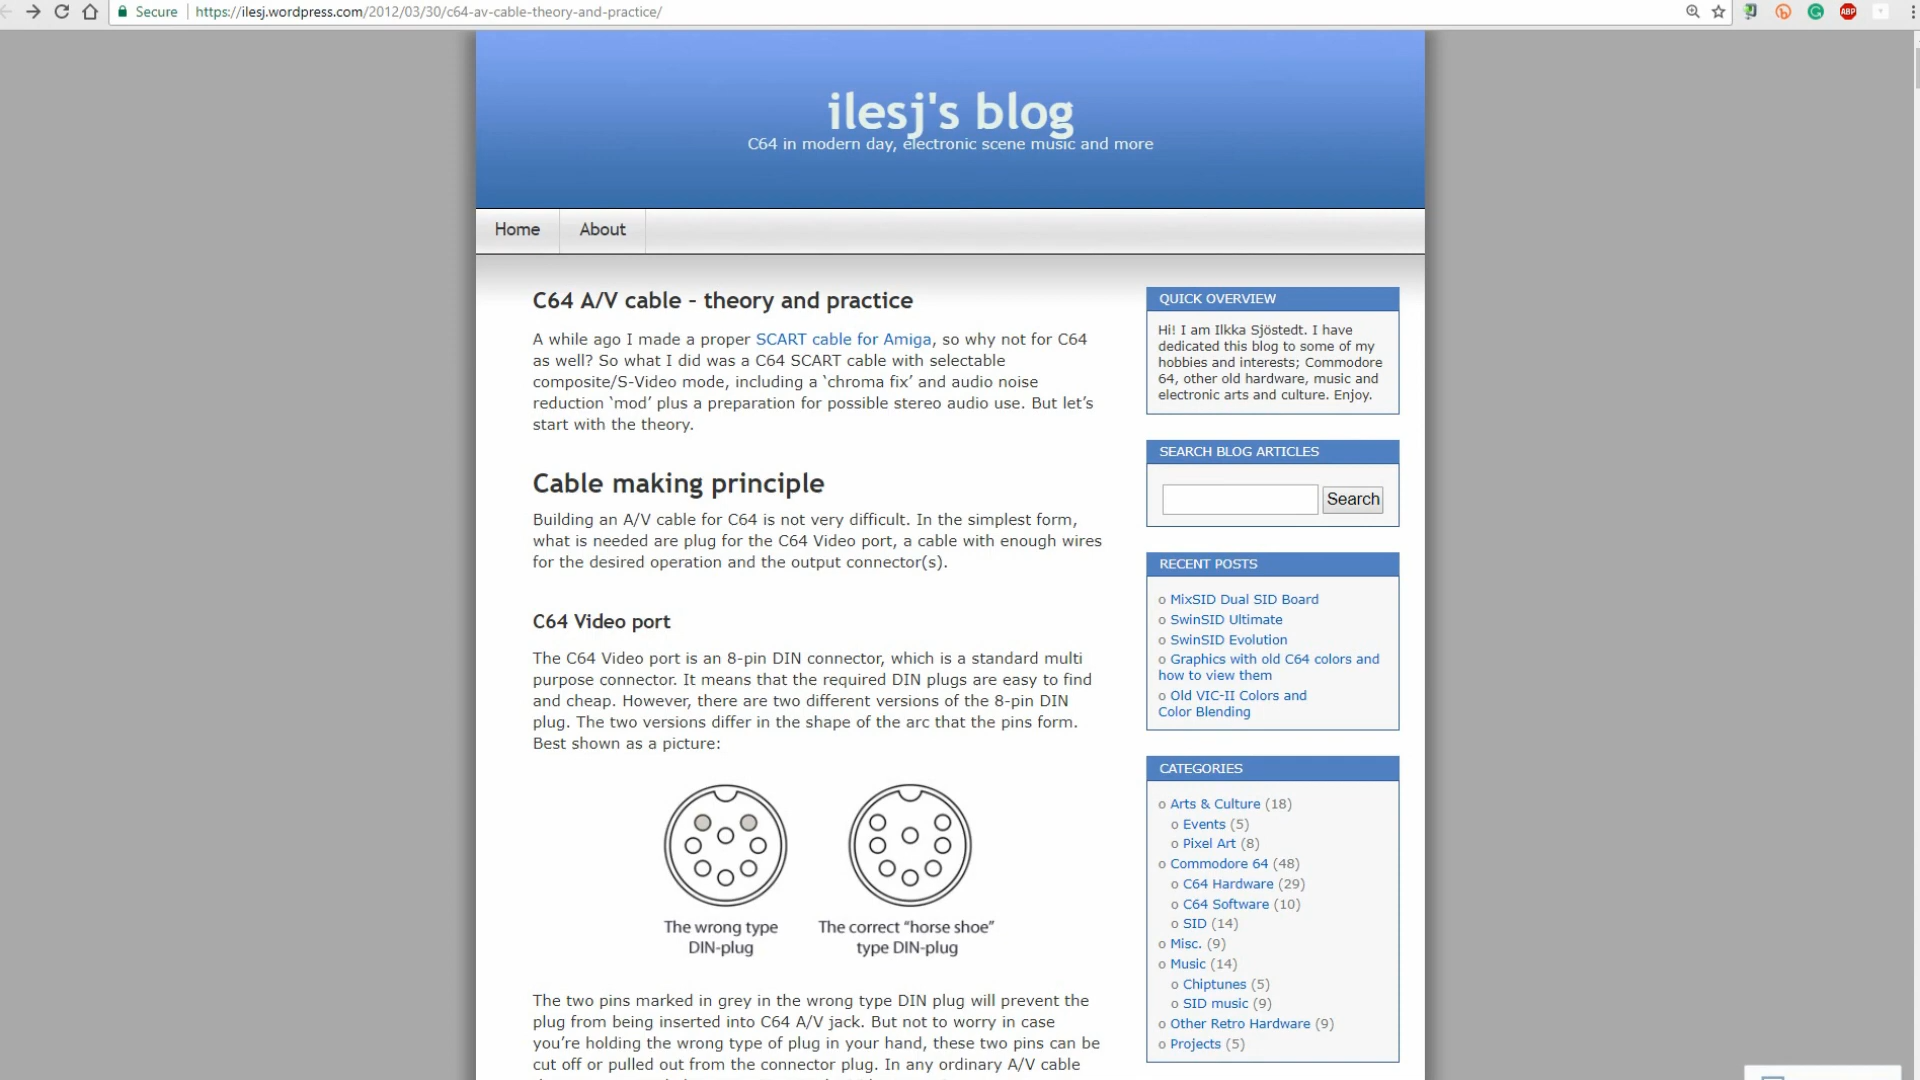 Secure
https://ilesj.wordpress.com/2012/03/30/c64-av-cable-theory-and-practice/
ABP
ilesj's blog
C64 in modern day, electronic scene music and more
Home
About
C64 A/V cable – theory and practice
A while ago I made a proper SCART cable for Amiga, so why not for C64
as well? So what I did was a C64 SCART cable with selectable
composite/S-Video mode, including a ‘chroma fix’ and audio noise
reduction ‘mod’ plus a preparation for possible stereo audio use. But let’s
start with the theory.
Cable making principle
Building an A/V cable for C64 is not very difficult. In the simplest form,
what is needed are plug for the C64 Video port, a cable with enough wires
for the desired operation and the output connector(s).
C64 Video port
The C64 Video port is an 8-pin DIN connector, which is a standard multi
purpose connector. It means that the required DIN plugs are easy to find
and cheap. However, there are two different versions of the 8-pin DIN
plug. The two versions differ in the shape of the arc that the pins form.
Best shown as a picture:
The wrong type
DIN-plug
The correct “horse shoe”
type DIN-plug
The two pins marked in grey in the wrong type DIN plug will prevent the
plug from being inserted into C64 A/V jack. But not to worry in case
you’re holding the wrong type of plug in your hand, these two pins can be
cut off or pulled out from the connector plug. In any ordinary A/V cable
QUICK OVERVIEW
Hi! I am Ilkka Sjöstedt. I have
dedicated this blog to some of my
hobbies and interests; Commodore
64, other old hardware, music and
electronic arts and culture. Enjoy.
SEARCH BLOG ARTICLES
Search
RECENT POSTS
o MixSID Dual SID Board
o SwinSID Ultimate
o SwinSID Evolution
o Graphics with old C64 colors and
how to view them
o Old VIC-II Colors and
Color Blending
CATEGORIES
o Arts & Culture (18)
o Events (5)
o Pixel Art (8)
o Commodore 64 (48)
o C64 Hardware (29)
o C64 Software (10)
o SID (14)
o Misc. (9)
o Music (14)
o Chiptunes (5)
o SID music (9)
o Other Retro Hardware (9)
o Projects (5)